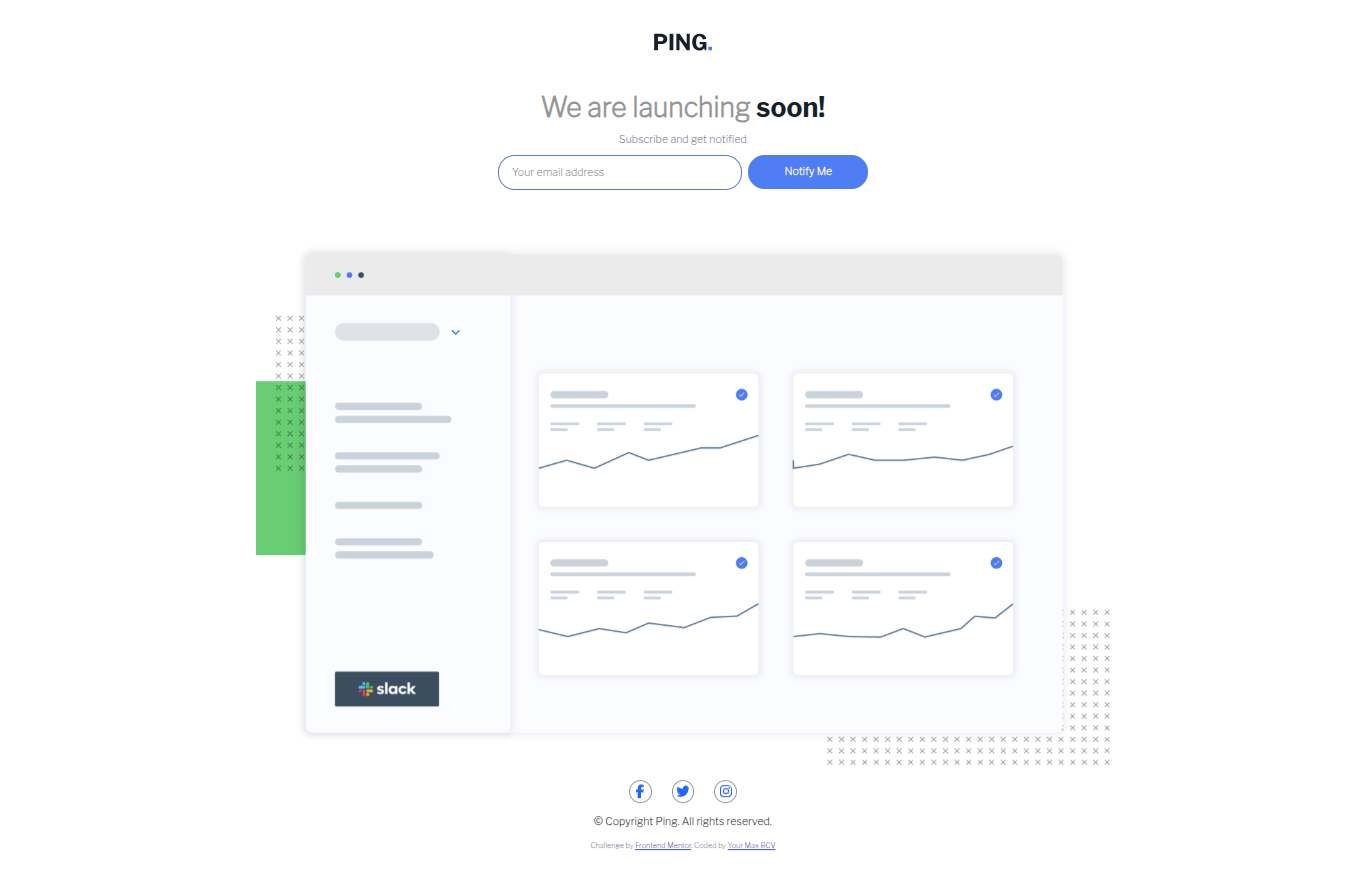 PING.
We are launching soon!
Subscribe and get notified
Your email address
Notify Me
slack
© Copyright Ping. All rights reserved.
Challenge by Frontend Mentor. Coded by Your Max RCV